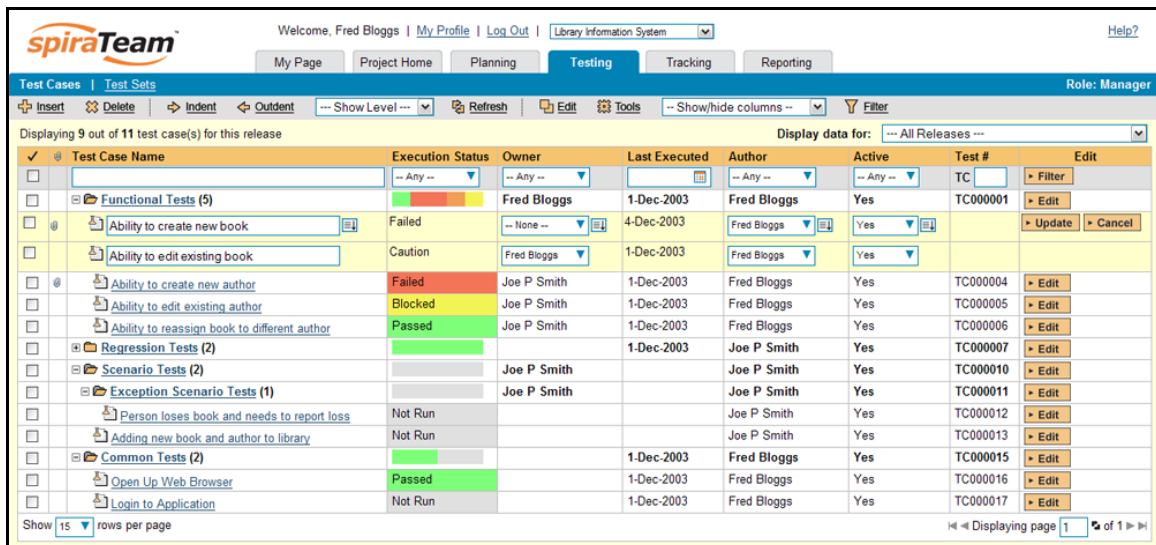 spiraTeam™
Welcome, Fred Bloggs | My Profile | Log Out | Library Information System Help?
My Page Project Home Planning Testing Tracking Reporting
Test Cases | Test Sets Role: Manager
Insert Delete Indent Outdent --- Show Level --- Refresh Edit Tools -- Show/hide columns -- Filter
Displaying 9 out of 11 test case(s) for this release Display data for: --- All Releases ---
Test Case Name Execution Status Owner Last Executed Author Active Test # Edit
-- Any -- -- Any -- -- Any -- -- Any -- TC Filter
Functional Tests (5) Fred Bloggs 1-Dec-2003 Fred Bloggs Yes TC000001 Edit
Ability to create new book Failed -- None -- 4-Dec-2003 Fred Bloggs Yes Update Cancel
Ability to edit existing book Caution Fred Bloggs 1-Dec-2003 Fred Bloggs Yes
Ability to create new author Failed Joe P Smith 1-Dec-2003 Fred Bloggs Yes TC000004 Edit
Ability to edit existing author Blocked Joe P Smith 1-Dec-2003 Fred Bloggs Yes TC000005 Edit
Ability to reassign book to different author Passed Joe P Smith 1-Dec-2003 Fred Bloggs Yes TC000006 Edit
Regression Tests (2) 1-Dec-2003 Joe P Smith Yes TC000007 Edit
Scenario Tests (2) Joe P Smith Joe P Smith Yes TC000010 Edit
Exception Scenario Tests (1) Joe P Smith Joe P Smith Yes TC000011 Edit
Person loses book and needs to report loss Not Run Joe P Smith Yes TC000012 Edit
Adding new book and author to library Not Run Joe P Smith Yes TC000013 Edit
Common Tests (2) 1-Dec-2003 Fred Bloggs Yes TC000015 Edit
Open Up Web Browser Passed 1-Dec-2003 Fred Bloggs Yes TC000016 Edit
Login to Application Not Run 1-Dec-2003 Fred Bloggs Yes TC000017 Edit
Show 15 rows per page Displaying page 1 of 1